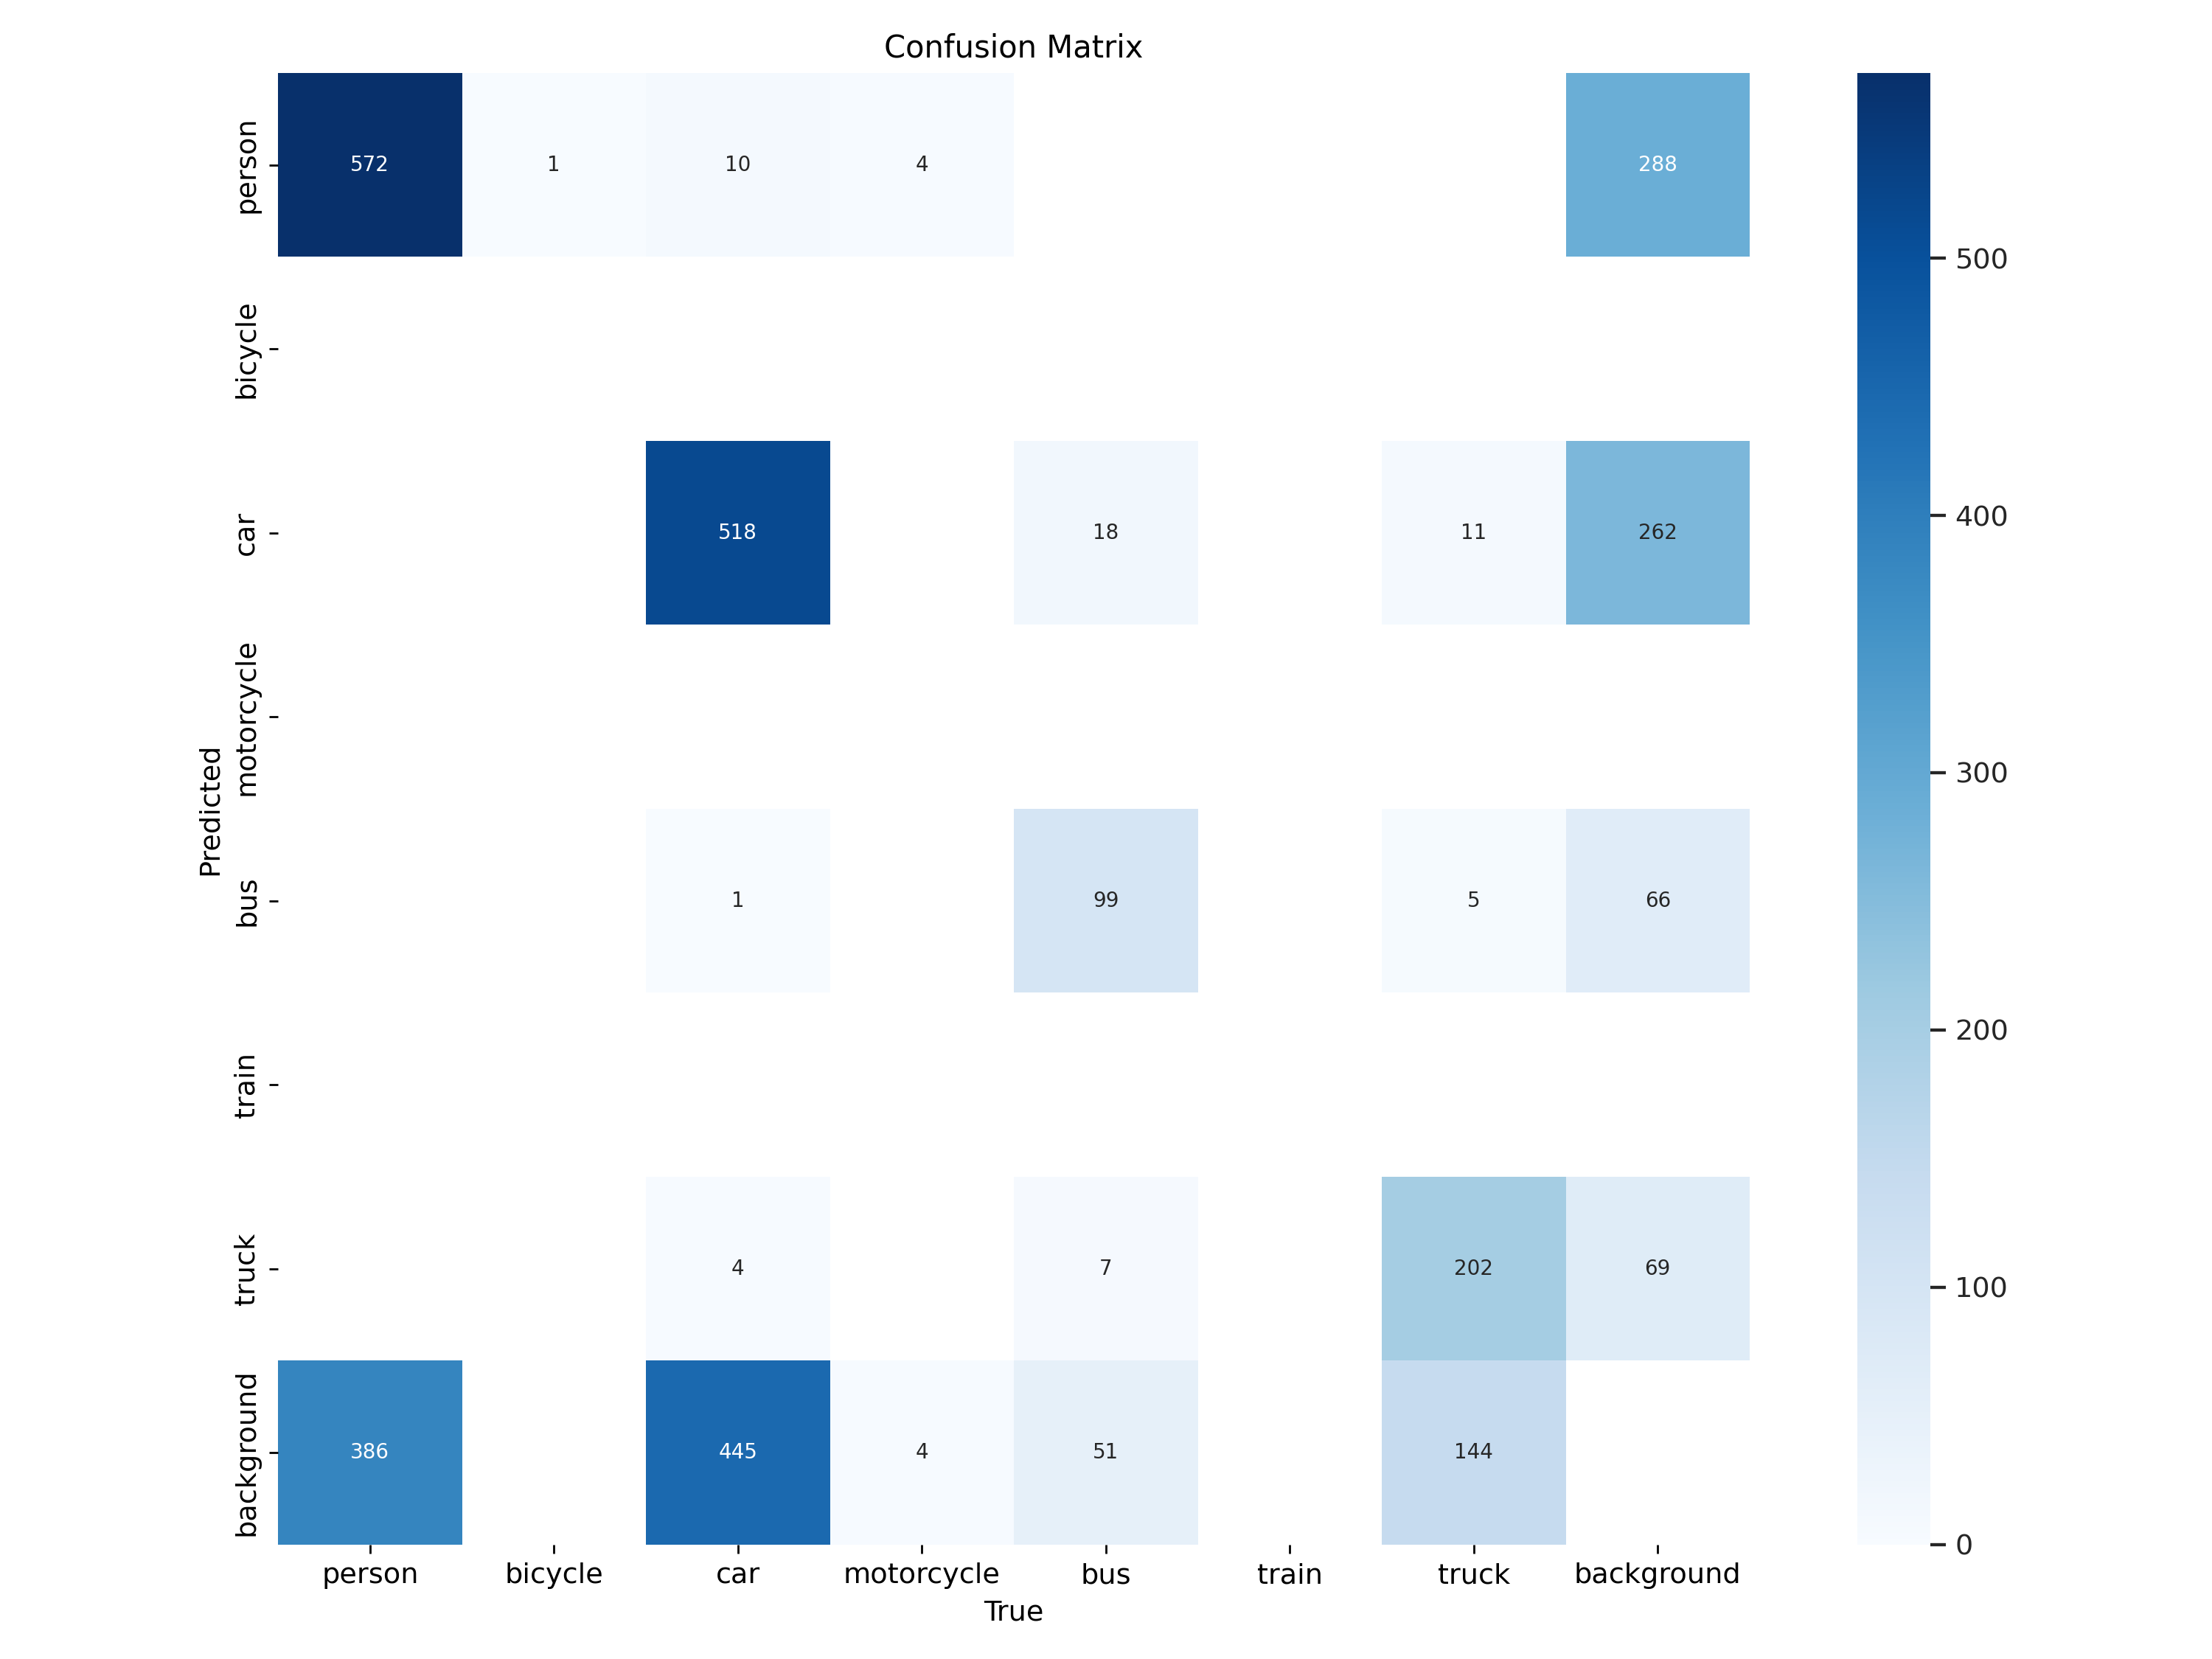 Confusion Matrix
person
572 1 10 4 288
500
bicycle
car
518 18 11 262
400
motorcycle
Predicted
300
bus
1 99 5 66
200
train
truck
4 7 202 69
100
background
386 445 4 51 144
0
person bicycle car motorcycle bus train truck background
True